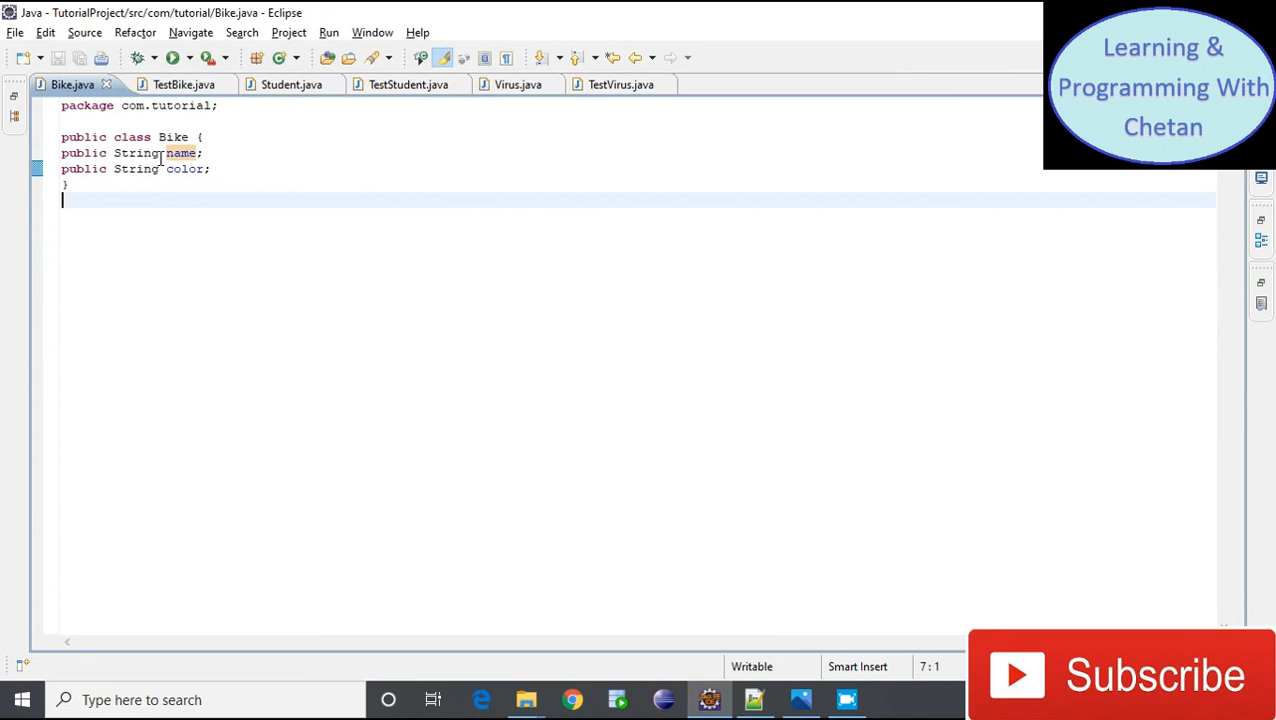 Java - TutorialProject/src/com/tutorial/Bike.java - Eclipse
File Edit Source Refactor Navigate Search Project Run Window Help
Learning &
Programming With
Chetan
Bike.java TestBike.java Student.java TestStudent.java Virus.java TestVirus.java
package com.tutorial;
public class Bike {
public String name;
public String color;
}
Writable Smart Insert 7 : 1
Subscribe
Type here to search